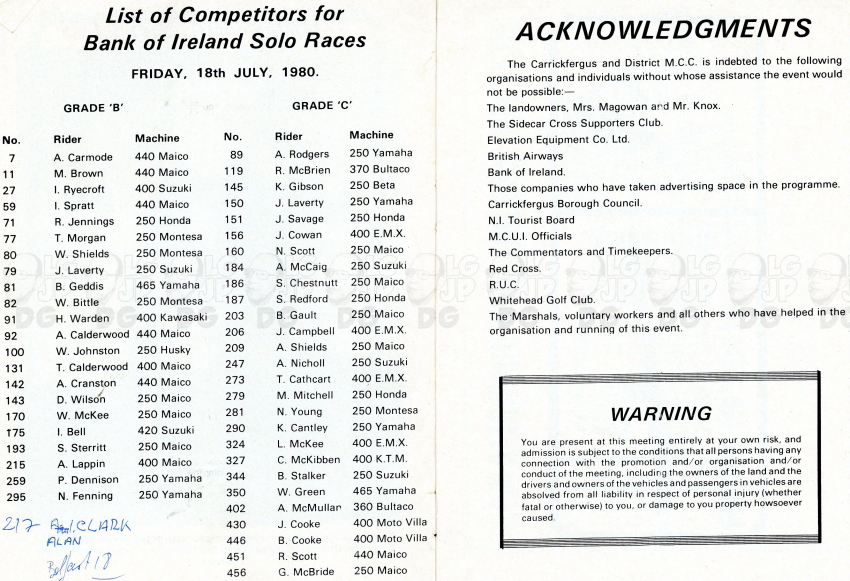 List of Competitors for
Bank of Ireland Solo Races
FRIDAY, 18th JULY, 1980.
GRADE 'B'
No. Rider Machine
7 A. Carmode 440 Maico
11 M. Brown 440 Maico
27 I. Ryecroft 400 Suzuki
59 I. Spratt 440 Maico
71 R. Jennings 250 Honda
77 T. Morgan 250 Montesa
80 W. Shields 250 Montesa
79 J. Laverty 250 Suzuki
81 B. Geddis 465 Yamaha
82 W. Bittle 250 Montesa
91 H. Warden 400 Kawasaki
92 A. Calderwood 440 Maico
100 W. Johnston 250 Husky
131 T. Calderwood 400 Maico
142 A. Cranston 440 Maico
143 D. Wilson 250 Maico
170 W. McKee 250 Maico
175 I. Bell 420 Suzuki
193 S. Sterritt 250 Maico
215 A. Lappin 400 Maico
259 P. Dennison 250 Yamaha
295 N. Fenning 250 Yamaha
217 CLARK
ALAN
Belfast 18
GRADE 'C'
No. Rider Machine
89 A. Rodgers 250 Yamaha
119 R. McBrien 370 Bultaco
145 K. Gibson 250 Beta
150 J. Laverty 250 Yamaha
151 J. Savage 250 Honda
156 J. Cowan 400 E.M.X.
160 N. Scott 250 Maico
184 A. McCaig 250 Suzuki
186 S. Chestnutt 250 Maico
187 S. Redford 250 Honda
203 B. Gault 250 Maico
206 J. Campbell 400 E.M.X.
209 A. Shields 250 Maico
247 A. Nicholl 250 Suzuki
273 T. Cathcart 400 E.M.X.
279 M. Mitchell 250 Honda
281 N. Young 250 Montesa
290 K. Cantley 250 Yamaha
324 L. McKee 400 E.M.X.
327 C. McKibben 400 K.T.M.
344 B. Stalker 250 Suzuki
350 W. Green 465 Yamaha
402 A. McMullan 360 Bultaco
430 J. Cooke 400 Moto Villa
446 B. Cooke 400 Moto Villa
451 R. Scott 440 Maico
456 G. McBride 250 Maico
ACKNOWLEDGMENTS
The Carrickfergus and District M.C.C. is indebted to the following
organisations and individuals without whose assistance the event would
not be possible:—
The landowners, Mrs. Magowan and Mr. Knox.
The Sidecar Cross Supporters Club.
Elevation Equipment Co. Ltd.
British Airways
Bank of Ireland.
Those companies who have taken advertising space in the programme.
Carrickfergus Borough Council.
N.I. Tourist Board
M.C.U.I. Officials
The Commentators and Timekeepers.
Red Cross.
R.U.C.
Whitehead Golf Club.
The Marshals, voluntary workers and all others who have helped in the
organisation and running of this event.
WARNING
You are present at this meeting entirely at your own risk, and
admission is subject to the conditions that all persons having any
connection with the promotion and/or organisation and/or
conduct of the meeting, including the owners of the land and the
drivers and owners of the vehicles and passengers in vehicles are
absolved from all liability in respect of personal injury (whether
fatal or otherwise) to you, or damage to you property howsoever
caused.
LG JP DG